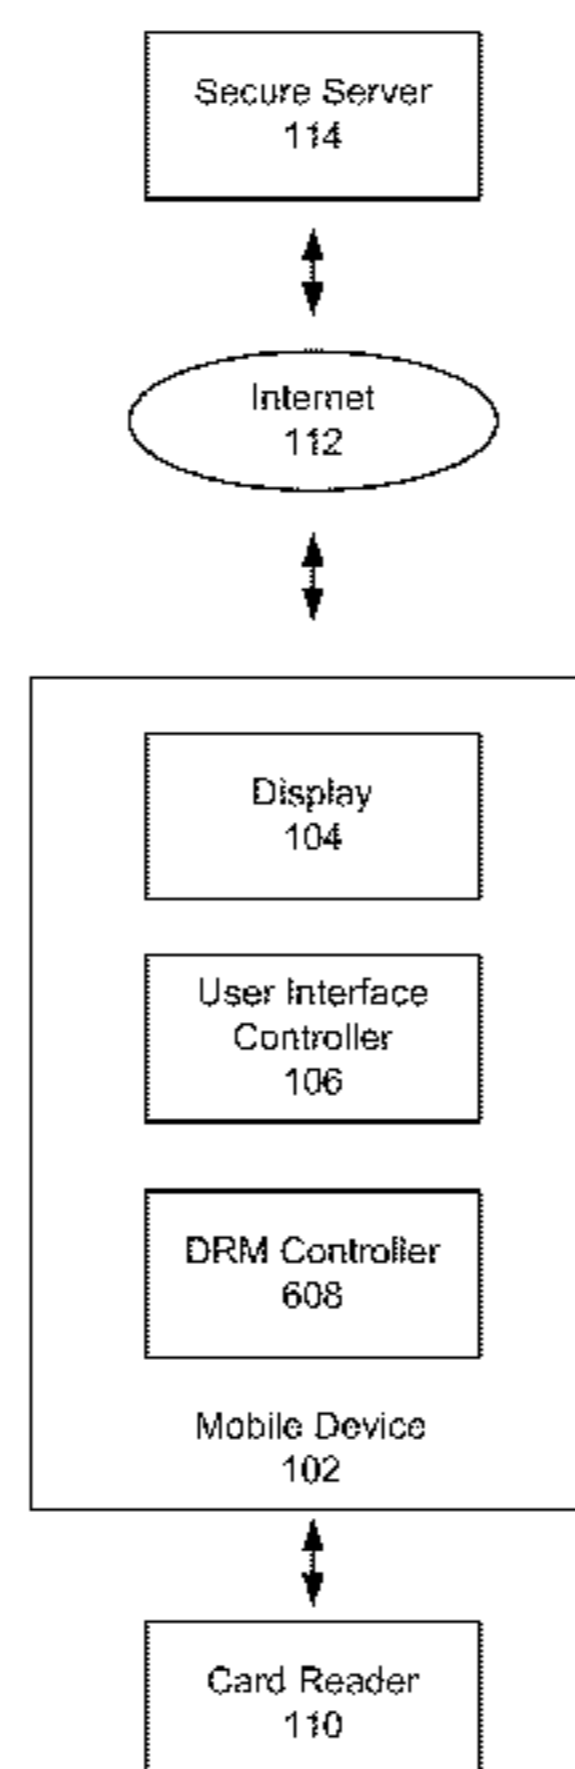 Secure Server
114
Internet
112
Display
104
User Interface
Controller
106
DRM Controller
608
Mobile Device
102
Card Reader
110